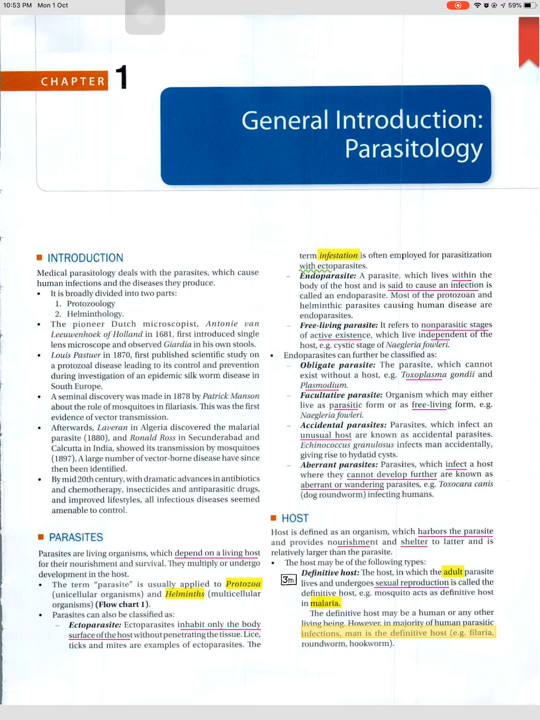 10:53 PM Mon 1 Oct
59%
CHAPTER 1
General Introduction:
Parasitology
INTRODUCTION
Medical parasitology deals with the parasites, which cause
human infections and the diseases they produce.
• It is broadly divided into two parts:
1. Protozoology
2. Helminthology.
• The pioneer Dutch microscopist, Antonie van
Leeuwenhoek of Holland in 1681, first introduced single
lens microscope and observed Giardia in his own stools.
• Louis Pastuer in 1870, first published scientific study on
a protozoal disease leading to its control and prevention
during investigation of an epidemic silk worm disease in
South Europe.
• A seminal discovery was made in 1878 by Patrick Manson
about the role of mosquitoes in filariasis. This was the first
evidence of vector transmission.
• Afterwards, Laveran in Algeria discovered the malarial
parasite (1880), and Ronald Ross in Secunderabad and
Calcutta in India, showed its transmission by mosquitoes
(1897). A large number of vector-borne disease have since
then been identified.
• By mid 20th century, with dramatic advances in antibiotics
and chemotherapy, insecticides and antiparasitic drugs,
and improved lifestyles, all infectious diseases seemed
amenable to control.
PARASITES
Parasites are living organisms, which depend on a living host
for their nourishment and survival. They multiply or undergo
development in the host.
• The term "parasite" is usually applied to Protozoa
(unicellular organisms) and Helminths (multicellular
organisms) (Flow chart 1).
• Parasites can also be classified as:
– Ectoparasite: Ectoparasites inhabit only the body
surface of the host without penetrating the tissue. Lice,
ticks and mites are examples of ectoparasites. The
term infestation is often employed for parasitization
with ectoparasites.
– Endoparasite: A parasite, which lives within the
body of the host and is said to cause an infection is
called an endoparasite. Most of the protozoan and
helminthic parasites causing human disease are
endoparasites.
– Free-living parasite: It refers to nonparasitic stages
of active existence, which live independent of the
host, e.g. cystic stage of Naegleria fowleri.
• Endoparasites can further be classified as:
– Obligate parasite: The parasite, which cannot
exist without a host, e.g. Toxoplasma gondii and
Plasmodium.
– Facultative parasite: Organism which may either
live as parasitic form or as free-living form, e.g.
Naegleria fowleri.
– Accidental parasites: Parasites, which infect an
unusual host are known as accidental parasites.
Echinococcus granulosus infects man accidentally,
giving rise to hydatid cysts.
– Aberrant parasites: Parasites, which infect a host
where they cannot develop further are known as
aberrant or wandering parasites, e.g. Toxocara canis
(dog roundworm) infecting humans.
HOST
Host is defined as an organism, which harbors the parasite
and provides nourishment and shelter to latter and is
relatively larger than the parasite.
• The host may be of the following types:
3m Definitive host: The host, in which the adult parasite
lives and undergoes sexual reproduction is called the
definitive host, e.g. mosquito acts as definitive host
in malaria.
The definitive host may be a human or any other
living being. However, in majority of human parasitic
infections, man is the definitive host (e.g. filaria,
roundworm, hookworm).